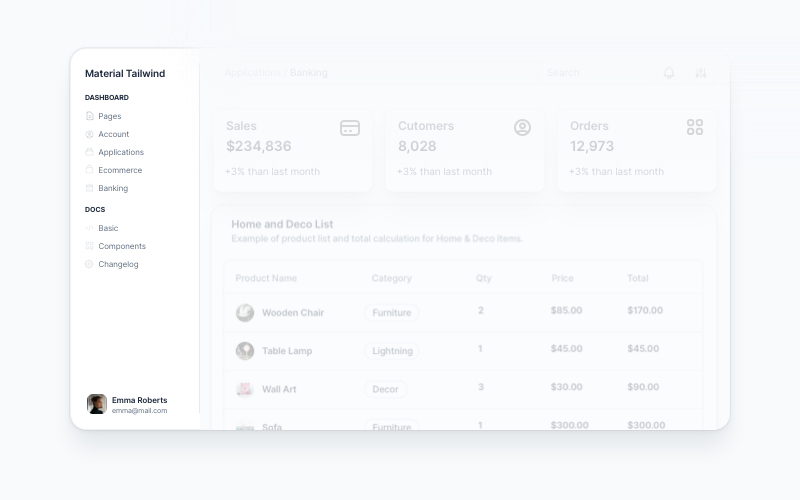 Material Tailwind
DASHBOARD
Pages
Account
Applications
Ecommerce
Banking
DOCS
Basic
Components
Changelog
Emma Roberts
emma@mail.com
Applications / Banking
Search
Sales
$234,836
+3% than last month
Cutomers
8,028
+3% than last month
Orders
12,973
+3% than last month
Home and Deco List
Example of product list and total calculation for Home & Deco items.
Product Name Category Qty Price Total
Wooden Chair Furniture 2 $85.00 $170.00
Table Lamp Lightning 1 $45.00 $45.00
Wall Art Decor 3 $30.00 $90.00
Sofa Furniture 1 $300.00 $300.00